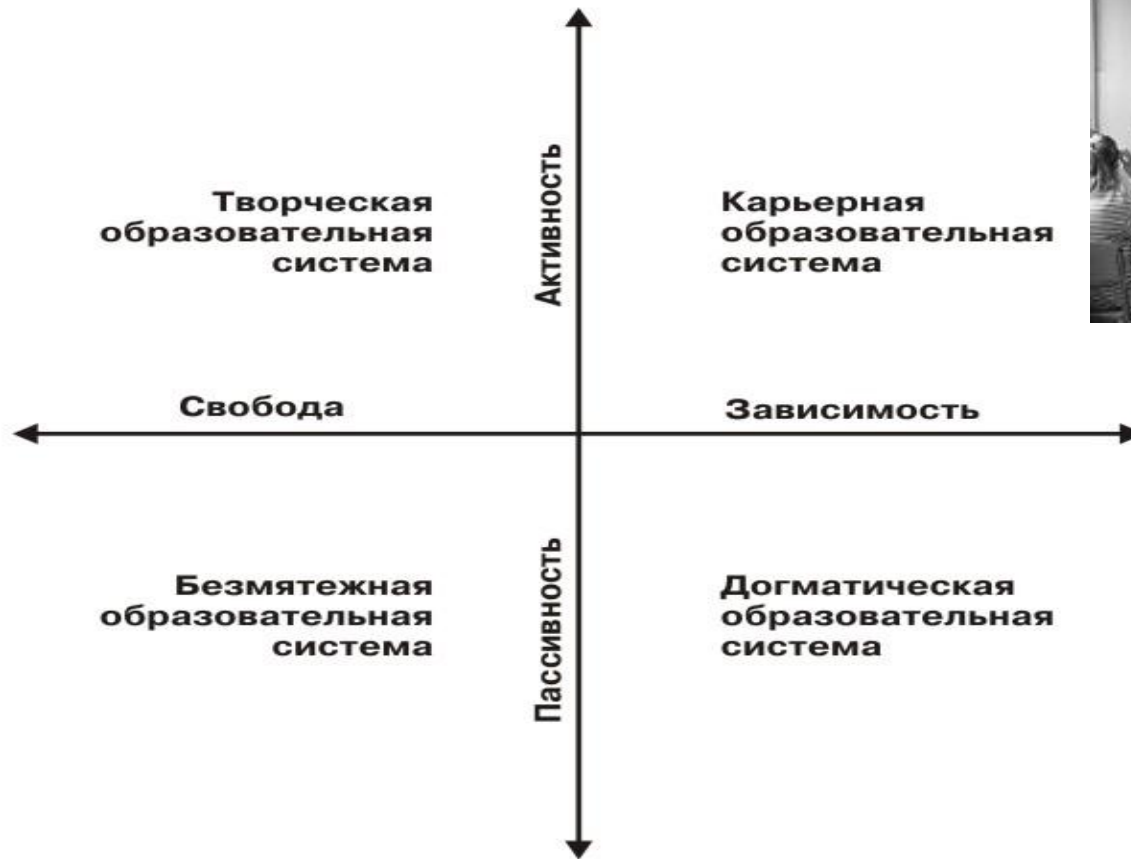 Активность
Творческая
образовательная
система
Карьерная
образовательная
система
Свобода
Зависимость
Пассивность
Безмятежная
образовательная
система
Догматическая
образовательная
система